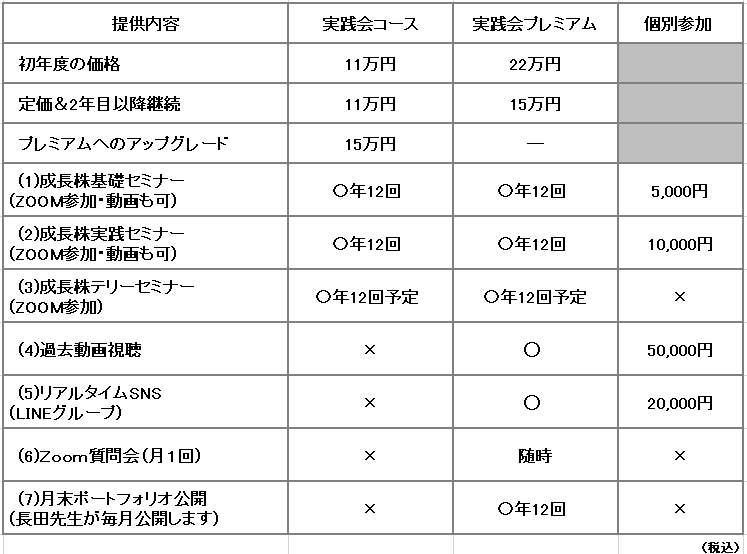 提供内容 実践会コース 実践会プレミアム 個別参加
初年度の価格 11万円 22万円
定価&2年目以降継続 11万円 15万円
プレミアムへのアップグレード 15万円 ―
(1)成長株基礎セミナー
(ZOOM参加・動画も可) 〇年12回 〇年12回 5,000円
(2)成長株実践セミナー
(ZOOM参加・動画も可) 〇年12回 〇年12回 10,000円
(3)成長株テリーセミナー
(ZOOM参加) 〇年12回予定 〇年12回予定 ×
(4)過去動画視聴 × 〇 50,000円
(5)リアルタイムSNS
(LINEグループ) × 〇 20,000円
(6)Zoom質問会(月1回) × 随時 ×
(7)月末ポートフォリオ公開
(長田先生が毎月公開します) × 〇年12回 ×
(税込)